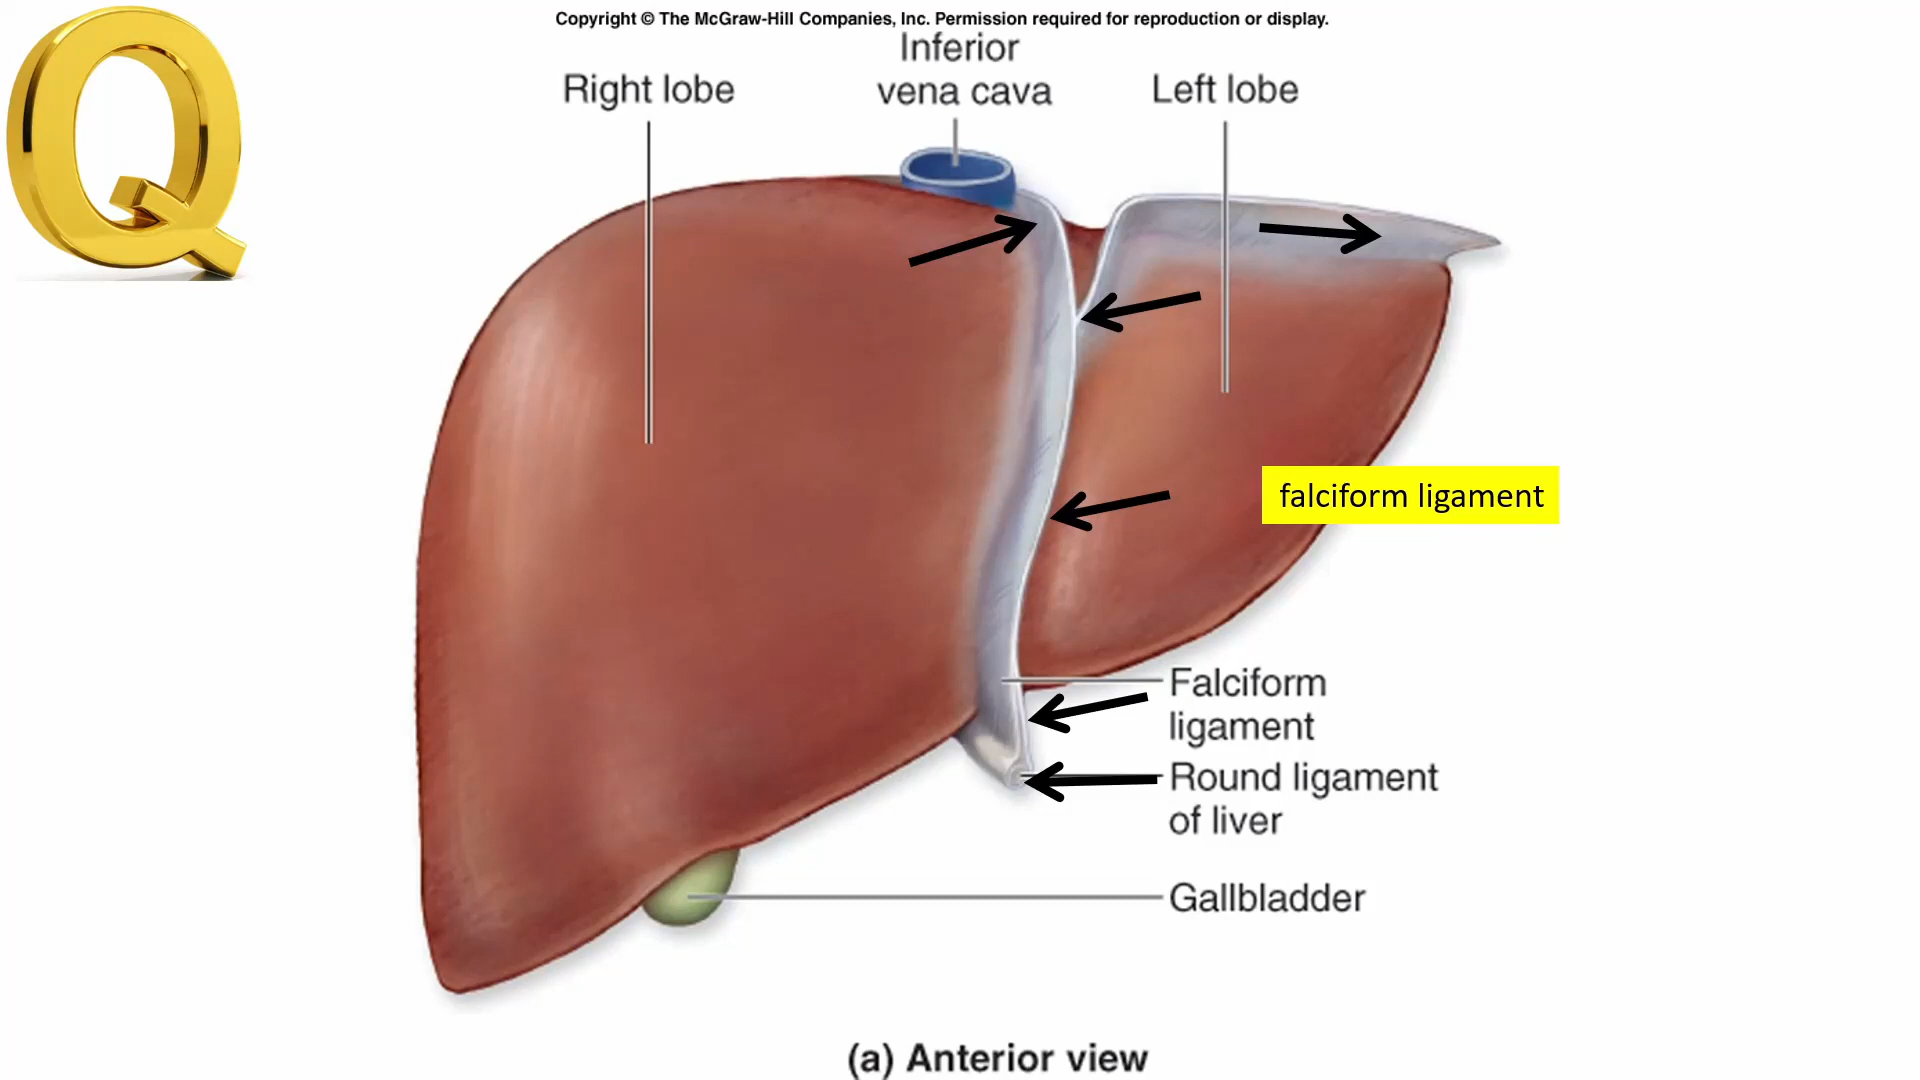 Copyright © The McGraw-Hill Companies, Inc. Permission required for reproduction or display.
Q
Right lobe
Inferior
vena cava
Left lobe
falciform ligament
Falciform
ligament
Round ligament
of liver
Gallbladder
(a) Anterior view